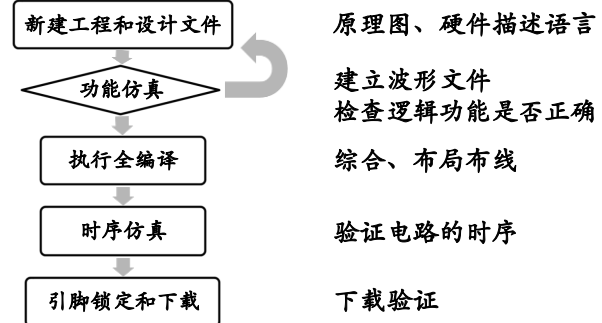 新建工程和设计文件
原理图、硬件描述语言
功能仿真
建立波形文件
检查逻辑功能是否正确
执行全编译
综合、布局布线
时序仿真
验证电路的时序
引脚锁定和下载
下载验证